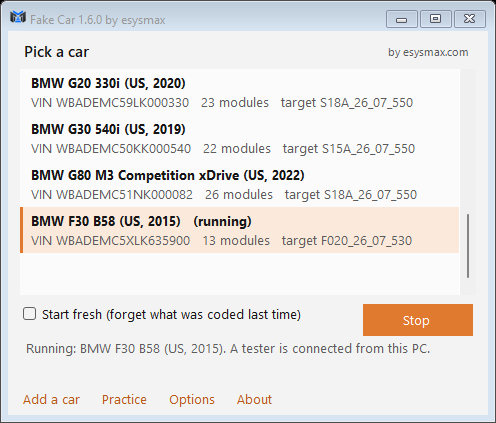 Fake Car 1.6.0 by esysmax
Pick a car
by esysmax.com
BMW G20 330i (US, 2020)
VIN WBADEMC59LK000330 23 modules target S18A_26_07_550
BMW G30 540i (US, 2019)
VIN WBADEMC50KK000540 22 modules target S15A_26_07_550
BMW G80 M3 Competition xDrive (US, 2022)
VIN WBADEMC51NK000082 26 modules target S18A_26_07_550
BMW F30 B58 (US, 2015) (running)
VIN WBADEMC5XLK635900 13 modules target F020_26_07_530
Start fresh (forget what was coded last time)
Stop
Running: BMW F30 B58 (US, 2015). A tester is connected from this PC.
Add a car Practice Options About